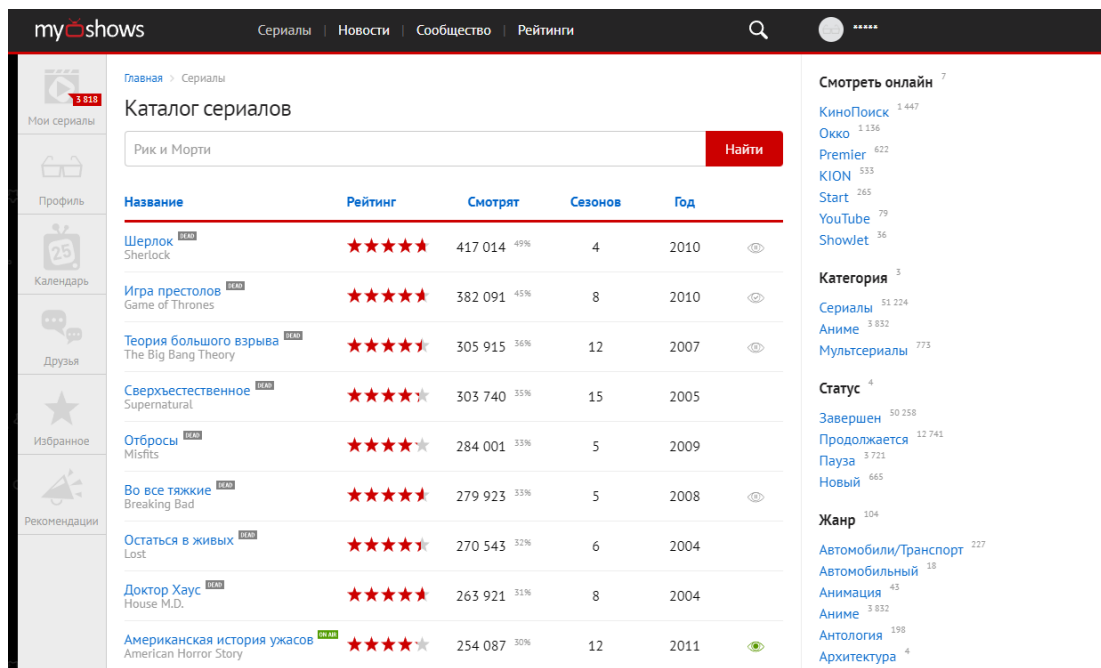 myshows
Сериалы | Новости | Сообщество | Рейтинги
*****
3 818
Мои сериалы
Профиль
25
Календарь
Друзья
Избранное
Рекомендации
Главная > Сериалы
Каталог сериалов
Рик и Морти
Найти
Название Рейтинг Смотрят Сезонов Год
Шерлок DEAD
Sherlock
417 014 49% 4 2010
Игра престолов DEAD
Game of Thrones
382 091 45% 8 2010
Теория большого взрыва DEAD
The Big Bang Theory
305 915 36% 12 2007
Сверхъестественное DEAD
Supernatural
303 740 35% 15 2005
Отбросы DEAD
Misfits
284 001 33% 5 2009
Во все тяжкие DEAD
Breaking Bad
279 923 33% 5 2008
Остаться в живых DEAD
Lost
270 543 32% 6 2004
Доктор Хаус DEAD
House M.D.
263 921 31% 8 2004
Американская история ужасов ON AIR
American Horror Story
254 087 30% 12 2011
Смотреть онлайн 7
КиноПоиск 1 447
Окко 1 136
Premier 622
KION 533
Start 265
YouTube 79
ShowJet 36
Категория 3
Сериалы 51 224
Аниме 3 832
Мультсериалы 773
Статус 4
Завершен 50 258
Продолжается 12 741
Пауза 3 721
Новый 665
Жанр 104
Автомобили/Транспорт 227
Автомобильный 18
Анимация 43
Аниме 3 832
Антология 198
Архитектура 4